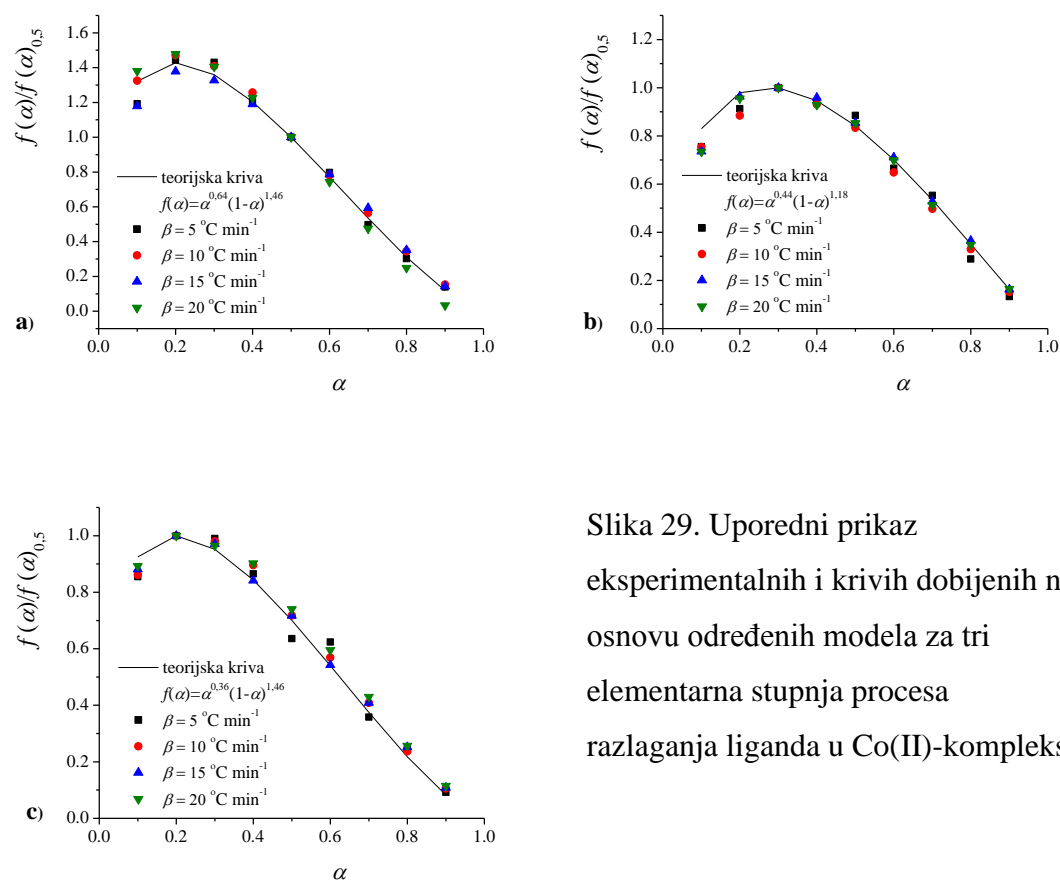 1.6
1.4
1.2
1.0
0.8
0.6
0.4
0.2
0.0
f (α)/f (α)0,5
teorijska kriva
f(α)=α^0,64(1-α)^1,46
β = 5 °C min⁻¹
β = 10 °C min⁻¹
β = 15 °C min⁻¹
β = 20 °C min⁻¹
a)
0.0 0.2 0.4 0.6 0.8 1.0
α
1.2
1.0
0.8
0.6
0.4
0.2
0.0
f (α)/f (α)0,5
teorijska kriva
f(α)=α^0,44(1-α)^1,18
β = 5 °C min⁻¹
β = 10 °C min⁻¹
β = 15 °C min⁻¹
β = 20 °C min⁻¹
b)
0.0 0.2 0.4 0.6 0.8 1.0
α
1.0
0.8
0.6
0.4
0.2
0.0
f (α)/f (α)0,5
teorijska kriva
f(α)=α^0,36(1-α)^1,46
β = 5 °C min⁻¹
β = 10 °C min⁻¹
β = 15 °C min⁻¹
β = 20 °C min⁻¹
c)
0.0 0.2 0.4 0.6 0.8 1.0
α
Slika 29. Uporedni prikaz
eksperimentalnih i krivih dobijenih
osnovu određenih modela za tri
elementarna stupnja procesa
razlaganja liganda u Co(II)-kompleks